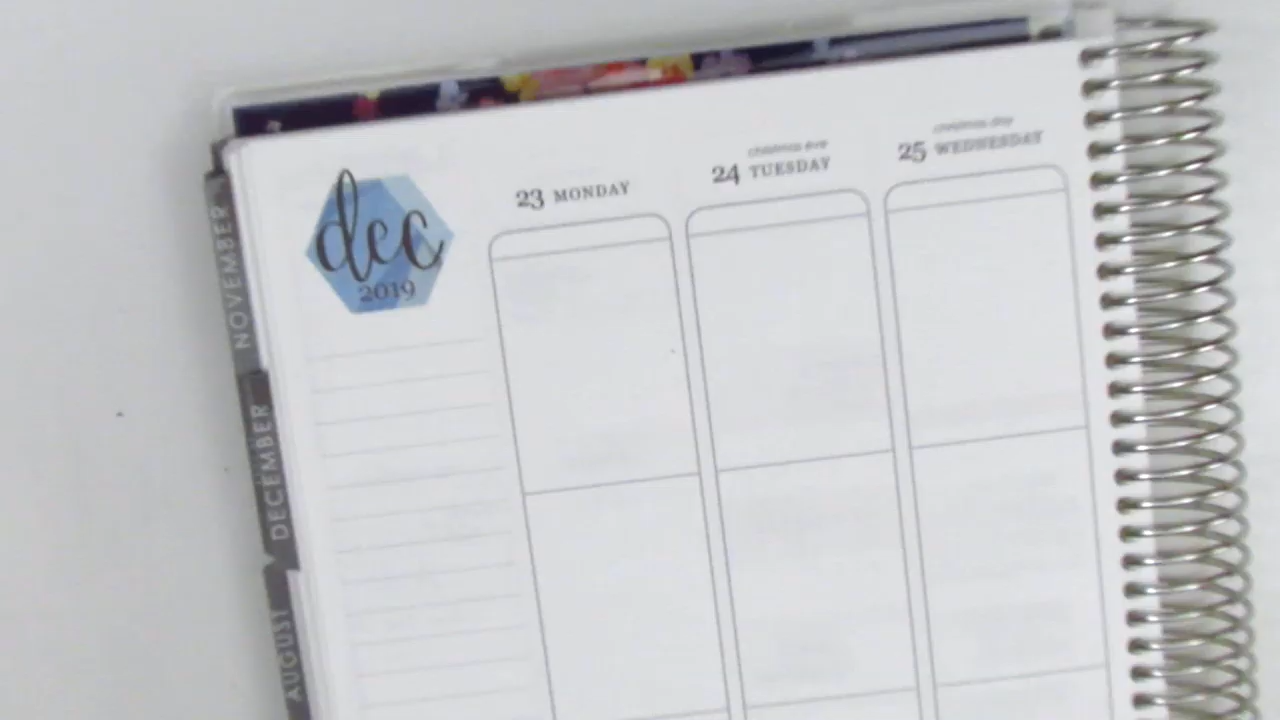 dec
2019
23 MONDAY
christmas eve
24 TUESDAY
christmas day
25 WEDNESDAY
NOVEMBER
DECEMBER
AUGUST